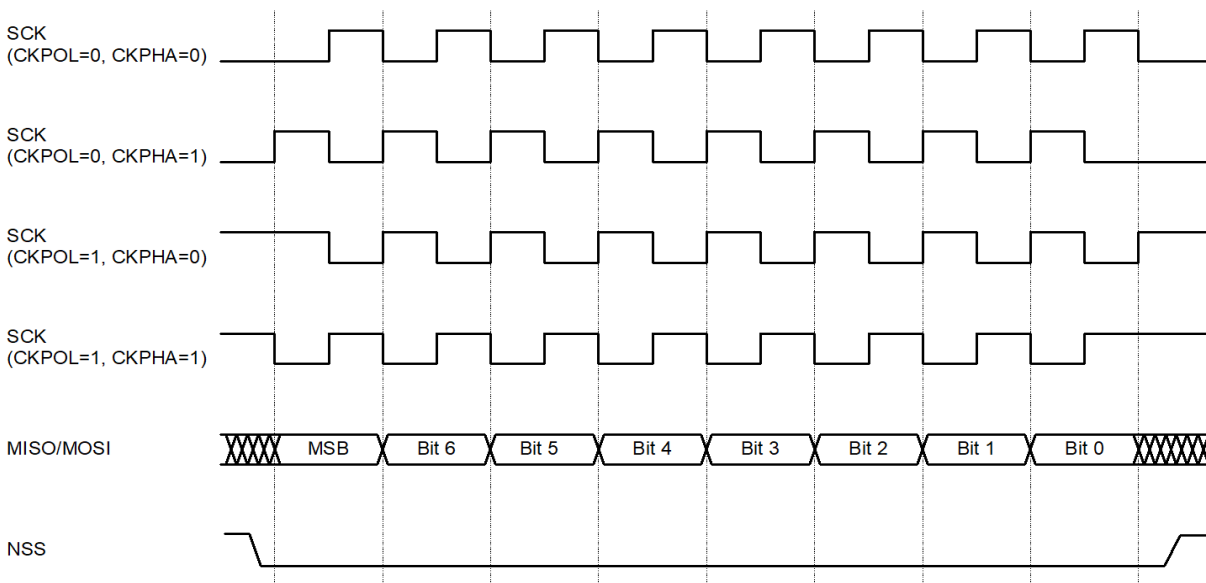 SCK
(CKPOL=0, CKPHA=0)
SCK
(CKPOL=0, CKPHA=1)
SCK
(CKPOL=1, CKPHA=0)
SCK
(CKPOL=1, CKPHA=1)
MISO/MOSI MSB Bit 6 Bit 5 Bit 4 Bit 3 Bit 2 Bit 1 Bit 0
NSS